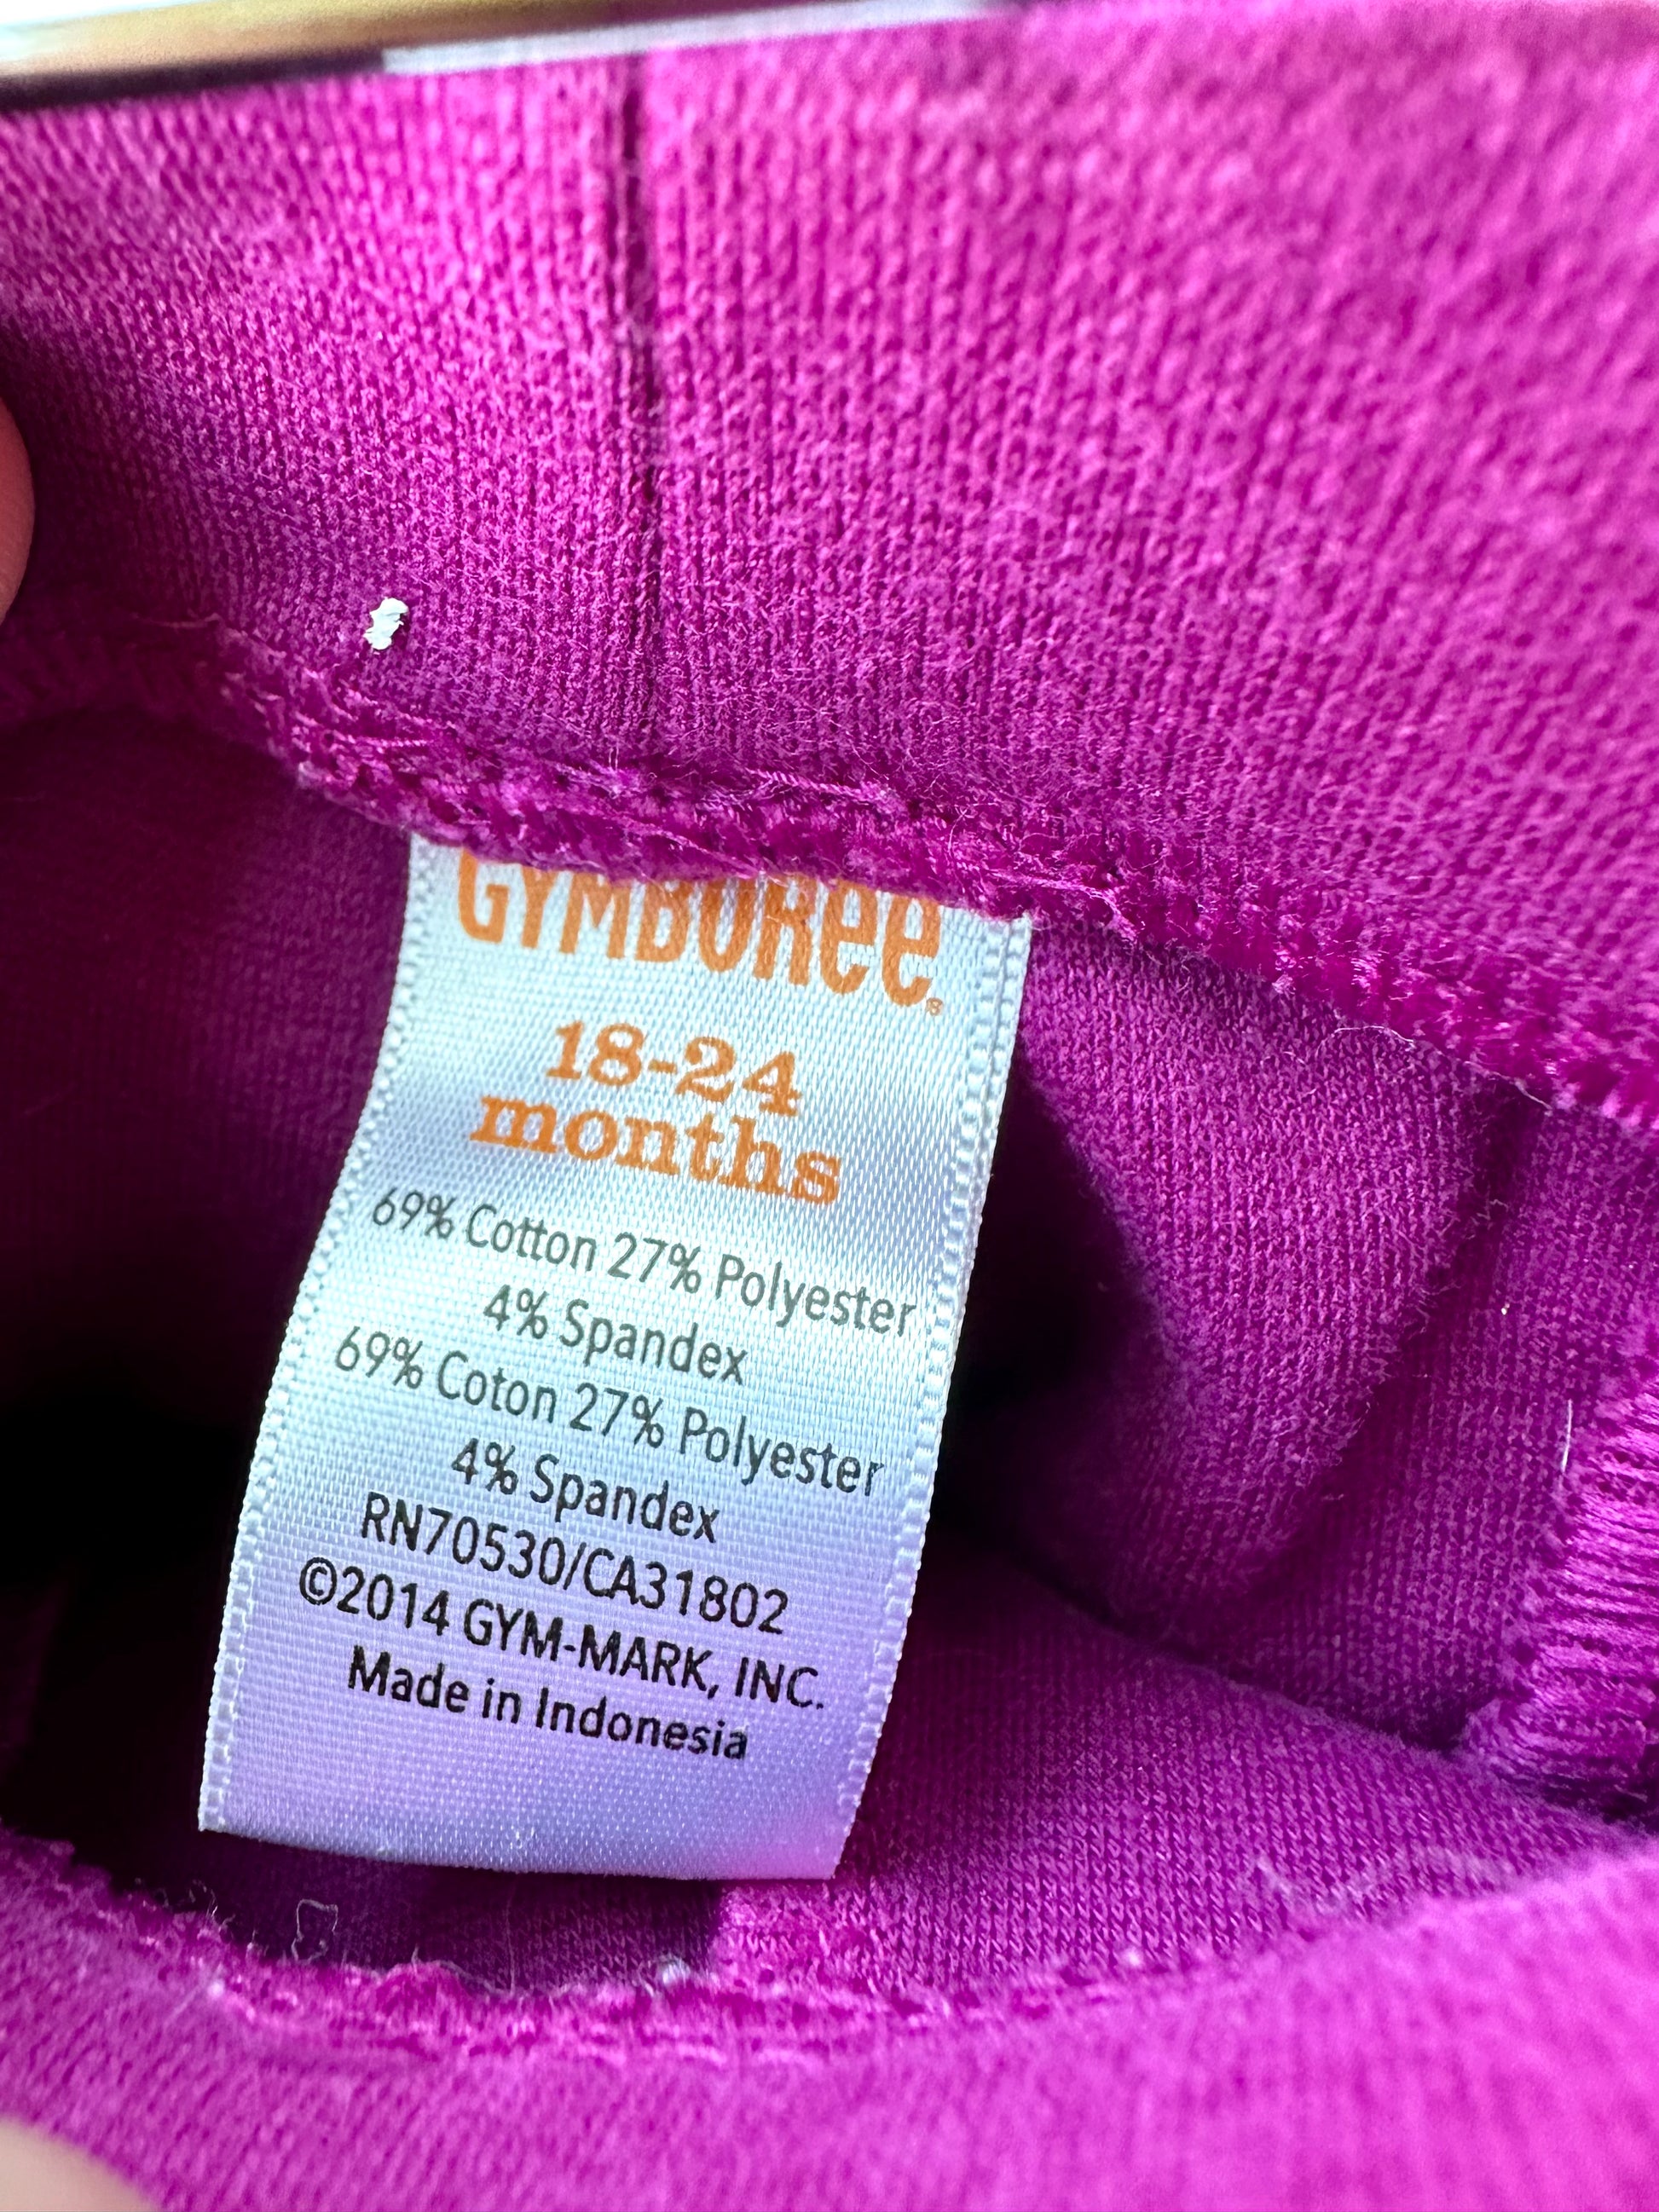 GYMBOREE®
18-24
months
69% Cotton 27% Polyester
4% Spandex
69% Coton 27% Polyester
4% Spandex
RN70530/CA31802
©2014 GYM-MARK, INC.
Made in Indonesia